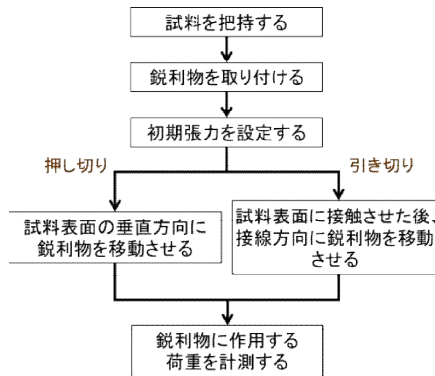 試料を把持する
鋭利物を取り付ける
初期張力を設定する
押し切り
引き切り
試料表面の垂直方向に
鋭利物を移動させる
試料表面に接触させた後、
接線方向に鋭利物を移動
させる
鋭利物に作用する
荷重を計測する